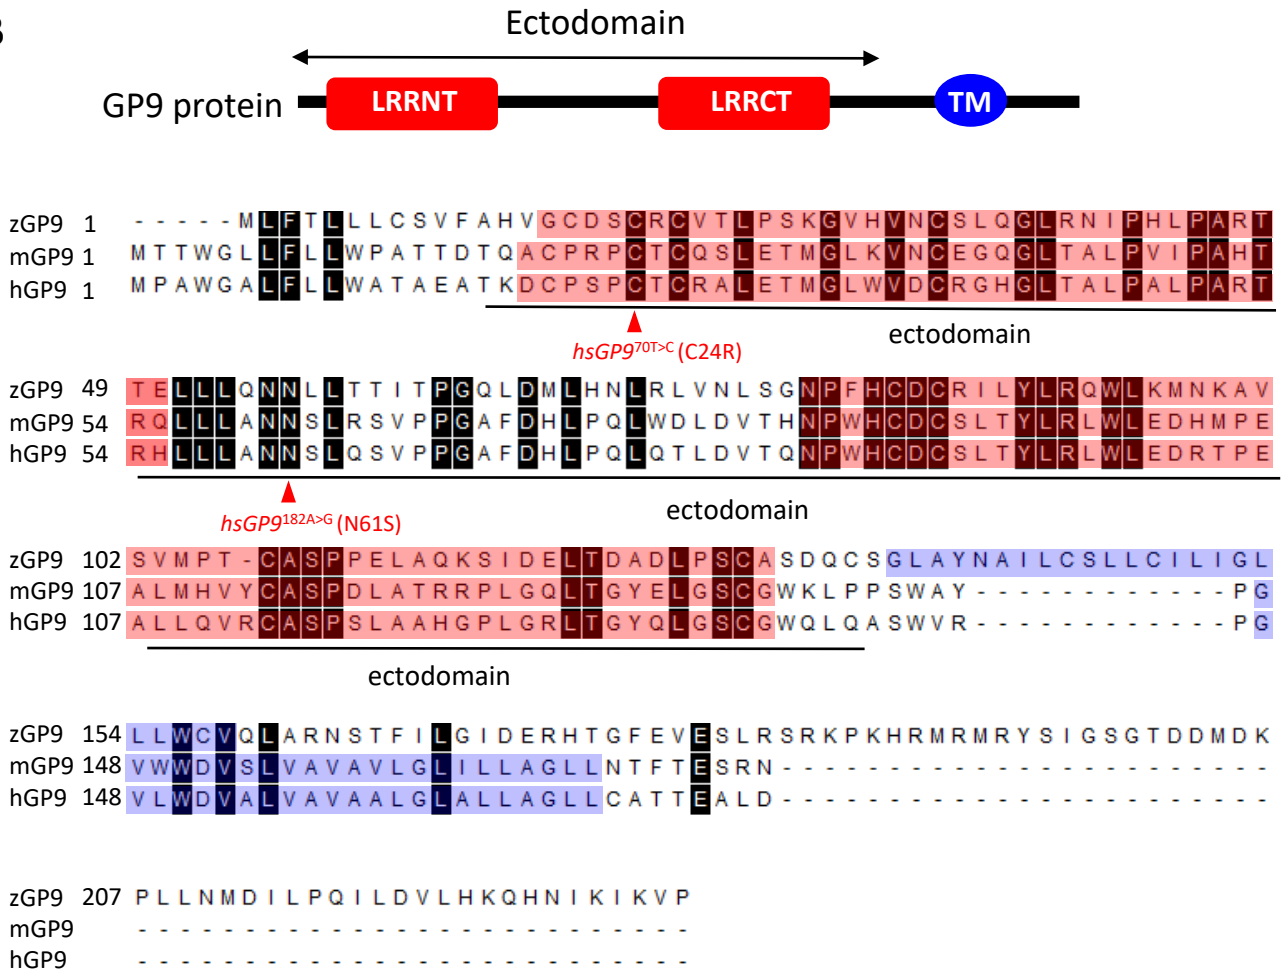 B
Ectodomain
GP9 protein LRRNT LRRCT TM
zGP9 1 - - - - - M L F T L L L C S V F A H V G C D S C R C V T L P S K G V H V N C S L Q G L R N I P H L P A R T
mGP9 1 M T T W G L L F L L W P A T T D T Q A C P R P C T C Q S L E T M G L K V N C E G Q G L T A L P V I P A H T
hGP9 1 M P A W G A L F L L W A T A E A T K D C P S P C T C R A L E T M G L W V D C R G H G L T A L P A L P A R T
ectodomain
hsGP970T>C (C24R)
zGP9 49 T E L L L Q N N L L T T I T P G Q L D M L H N L R L V N L S G N P F H C D C R I L Y L R Q W L K M N K A V
mGP9 54 R Q L L L A N N S L R S V P P G A F D H L P Q L W D L D V T H N P W H C D C S L T Y L R L W L E D H M P E
hGP9 54 R H L L L A N N S L Q S V P P G A F D H L P Q L Q T L D V T Q N P W H C D C S L T Y L R L W L E D R T P E
ectodomain
hsGP9182A>G (N61S)
zGP9 102 S V M P T - C A S P P E L A Q K S I D E L T D A D L P S C A S D Q C S G L A Y N A I L C S L L C I L I G L
mGP9 107 A L M H V Y C A S P D L A T R R P L G Q L T G Y E L G S C G W K L P P S W A Y - - - - - - - - - - - - P G
hGP9 107 A L L Q V R C A S P S L A A H G P L G R L T G Y Q L G S C G W Q L Q A S W V R - - - - - - - - - - - - P G
ectodomain
zGP9 154 L L W C V Q L A R N S T F I L G I D E R H T G F E V E S L R S R K P K H R M R M R Y S I G S G T D D M D K
mGP9 148 V W W D V S L V A V A V L G L I L L A G L L N T F T E S R N - - - - - - - - - - - - - - - - - - - - - - -
hGP9 148 V L W D V A L V A V A A L G L A L L A G L L C A T T E A L D - - - - - - - - - - - - - - - - - - - - - - -
zGP9 207 P L L N M D I L P Q I L D V L H K Q H N I K I K V P
mGP9 - - - - - - - - - - - - - - - - - - - - - - - - - -
hGP9 - - - - - - - - - - - - - - - - - - - - - - - - - -